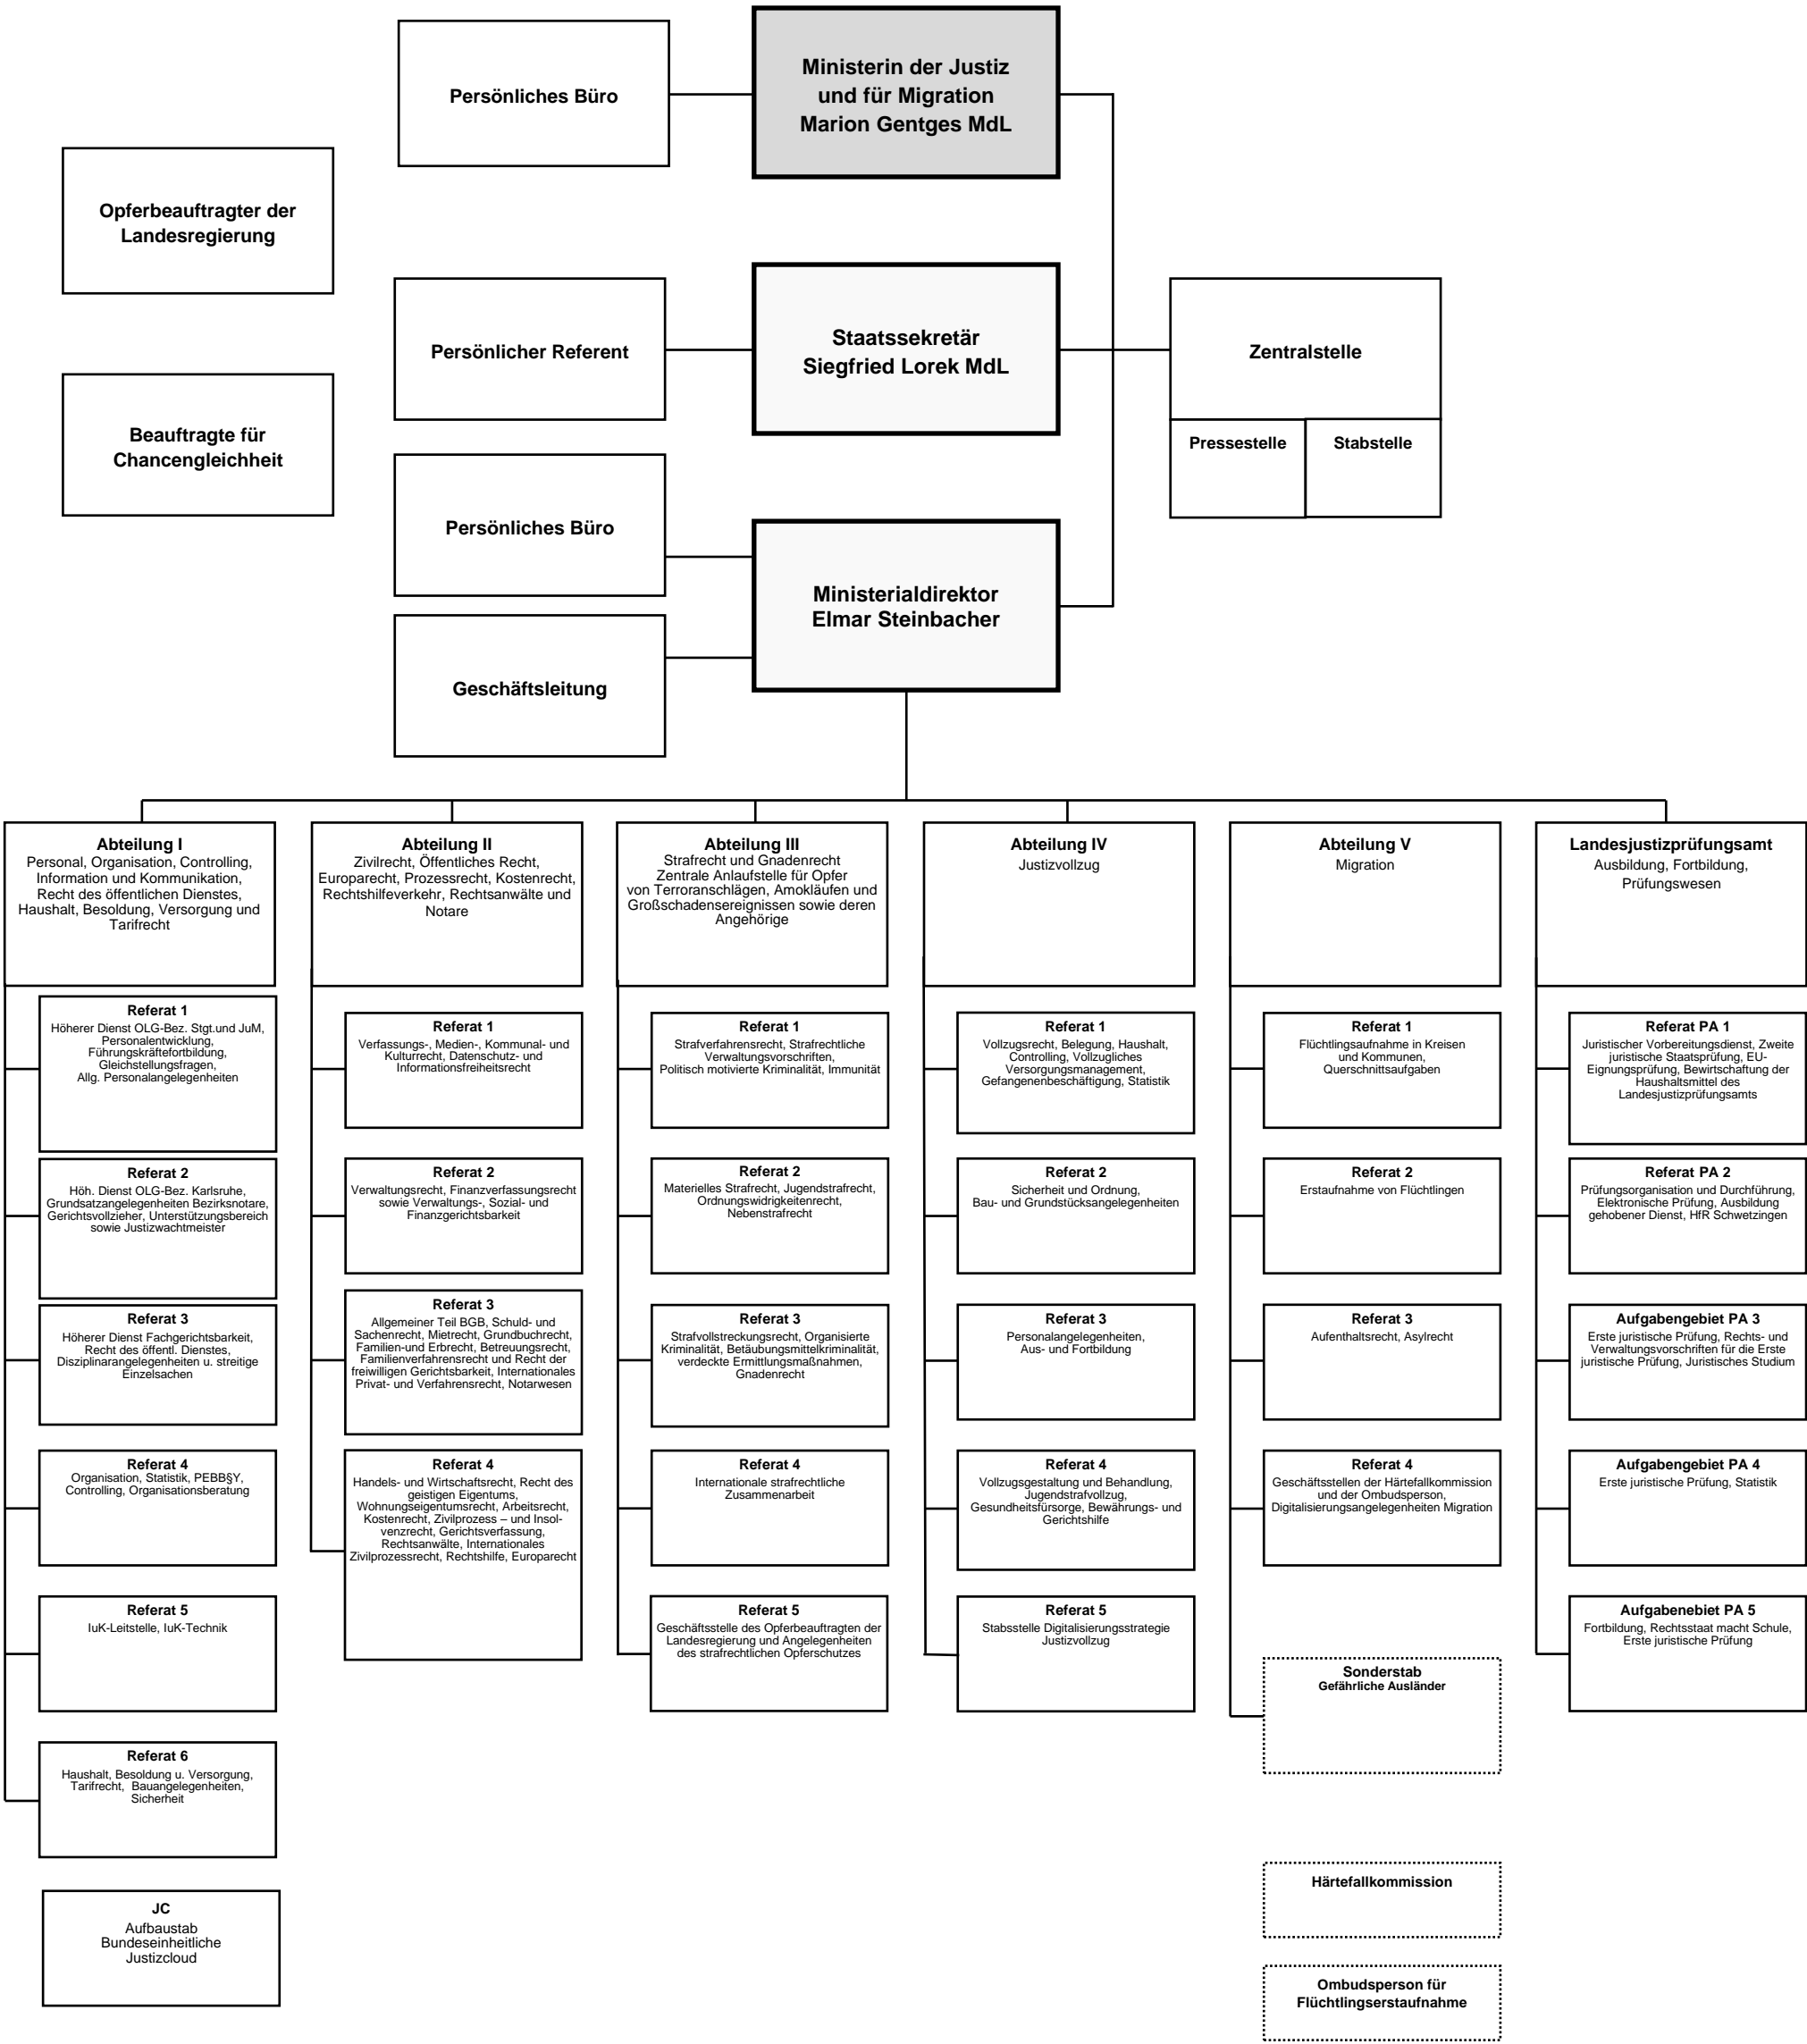 Ministerin der Justiz
und für Migration
Marion Gentges MdL
Persönliches Büro
Opferbeauftragter der
Landesregierung
Staatssekretär
Siegfried Lorek MdL
Persönlicher Referent
Zentralstelle
Pressestelle
Stabstelle
Beauftragte für
Chancengleichheit
Persönliches Büro
Ministerialdirektor
Elmar Steinbacher
Geschäftsleitung
Abteilung I
Personal, Organisation, Controlling,
Information und Kommunikation,
Recht des öffentlichen Dienstes,
Haushalt, Besoldung, Versorgung und
Tarifrecht
Referat 1
Höherer Dienst OLG-Bez. Stgt.und JuM,
Personalentwicklung,
Führungskräftefortbildung,
Gleichstellungsfragen,
Allg. Personalangelegenheiten
Referat 2
Höh. Dienst OLG-Bez. Karlsruhe,
Grundsatzangelegenheiten Bezirksnotare,
Gerichtsvollzieher, Unterstützungsbereich
sowie Justizwachtmeister
Referat 3
Höherer Dienst Fachgerichtsbarkeit,
Recht des öffentl. Dienstes,
Disziplinarangelegenheiten u. streitige
Einzelsachen
Referat 4
Organisation, Statistik, PEBB§Y,
Controlling, Organisationsberatung
Referat 5
IuK-Leitstelle, IuK-Technik
Referat 6
Haushalt, Besoldung u. Versorgung,
Tarifrecht, Bauangelegenheiten,
Sicherheit
JC
Aufbaustab
Bundeseinheitliche
Justizcloud
Abteilung II
Zivilrecht, Öffentliches Recht,
Europarecht, Prozessrecht, Kostenrecht,
Rechtshilfeverkehr, Rechtsanwälte und
Notare
Referat 1
Verfassungs-, Medien-, Kommunal- und
Kulturrecht, Datenschutz- und
Informationsfreiheitsrecht
Referat 2
Verwaltungsrecht, Finanzverfassungsrecht
sowie Verwaltungs-, Sozial- und
Finanzgerichtsbarkeit
Referat 3
Allgemeiner Teil BGB, Schuld- und
Sachenrecht, Mietrecht, Grundbuchrecht,
Familien-und Erbrecht, Betreuungsrecht,
Familienverfahrensrecht und Recht der
freiwilligen Gerichtsbarkeit, Internationales
Privat- und Verfahrensrecht, Notarwesen
Referat 4
Handels- und Wirtschaftsrecht, Recht des
geistigen Eigentums,
Wohnungseigentumsrecht, Arbeitsrecht,
Kostenrecht, Zivilprozess – und Insol-
venzrecht, Gerichtsverfassung,
Rechtsanwälte, Internationales
Zivilprozessrecht, Rechtshilfe, Europarecht
Abteilung III
Strafrecht und Gnadenrecht
Zentrale Anlaufstelle für Opfer
von Terroranschlägen, Amokläufen und
Großschadensereignissen sowie deren
Angehörige
Referat 1
Strafverfahrensrecht, Strafrechtliche
Verwaltungsvorschriften,
Politisch motivierte Kriminalität, Immunität
Referat 2
Materielles Strafrecht, Jugendstrafrecht,
Ordnungswidrigkeitenrecht,
Nebenstrafrecht
Referat 3
Strafvollstreckungsrecht, Organisierte
Kriminalität, Betäubungsmittelkriminalität,
verdeckte Ermittlungsmaßnahmen,
Gnadenrecht
Referat 4
Internationale strafrechtliche
Zusammenarbeit
Referat 5
Geschäftsstelle des Opferbeauftragten der
Landesregierung und Angelegenheiten
des strafrechtlichen Opferschutzes
Abteilung IV
Justizvollzug
Referat 1
Vollzugsrecht, Belegung, Haushalt,
Controlling, Vollzugliches
Versorgungsmanagement,
Gefangenenbeschäftigung, Statistik
Referat 2
Sicherheit und Ordnung,
Bau- und Grundstücksangelegenheiten
Referat 3
Personalangelegenheiten,
Aus- und Fortbildung
Referat 4
Vollzugsgestaltung und Behandlung,
Jugendstrafvollzug,
Gesundheitsfürsorge, Bewährungs- und
Gerichtshilfe
Referat 5
Stabsstelle Digitalisierungsstrategie
Justizvollzug
Abteilung V
Migration
Referat 1
Flüchtlingsaufnahme in Kreisen
und Kommunen,
Querschnittsaufgaben
Referat 2
Erstaufnahme von Flüchtlingen
Referat 3
Aufenthaltsrecht, Asylrecht
Referat 4
Geschäftsstellen der Härtefallkommission
und der Ombudsperson,
Digitalisierungsangelegenheiten Migration
Sonderstab
Gefährliche Ausländer
Härtefallkommission
Ombudsperson für
Flüchtlingserstaufnahme
Landesjustizprüfungsamt
Ausbildung, Fortbildung,
Prüfungswesen
Referat PA 1
Juristischer Vorbereitungsdienst, Zweite
juristische Staatsprüfung, EU-
Eignungsprüfung, Bewirtschaftung der
Haushaltsmittel des
Landesjustizprüfungsamts
Referat PA 2
Prüfungsorganisation und Durchführung,
Elektronische Prüfung, Ausbildung
gehobener Dienst, HfR Schwetzingen
Aufgabengebiet PA 3
Erste juristische Prüfung, Rechts- und
Verwaltungsvorschriften für die Erste
juristische Prüfung, Juristisches Studium
Aufgabengebiet PA 4
Erste juristische Prüfung, Statistik
Aufgabenebiet PA 5
Fortbildung, Rechtsstaat macht Schule,
Erste juristische Prüfung